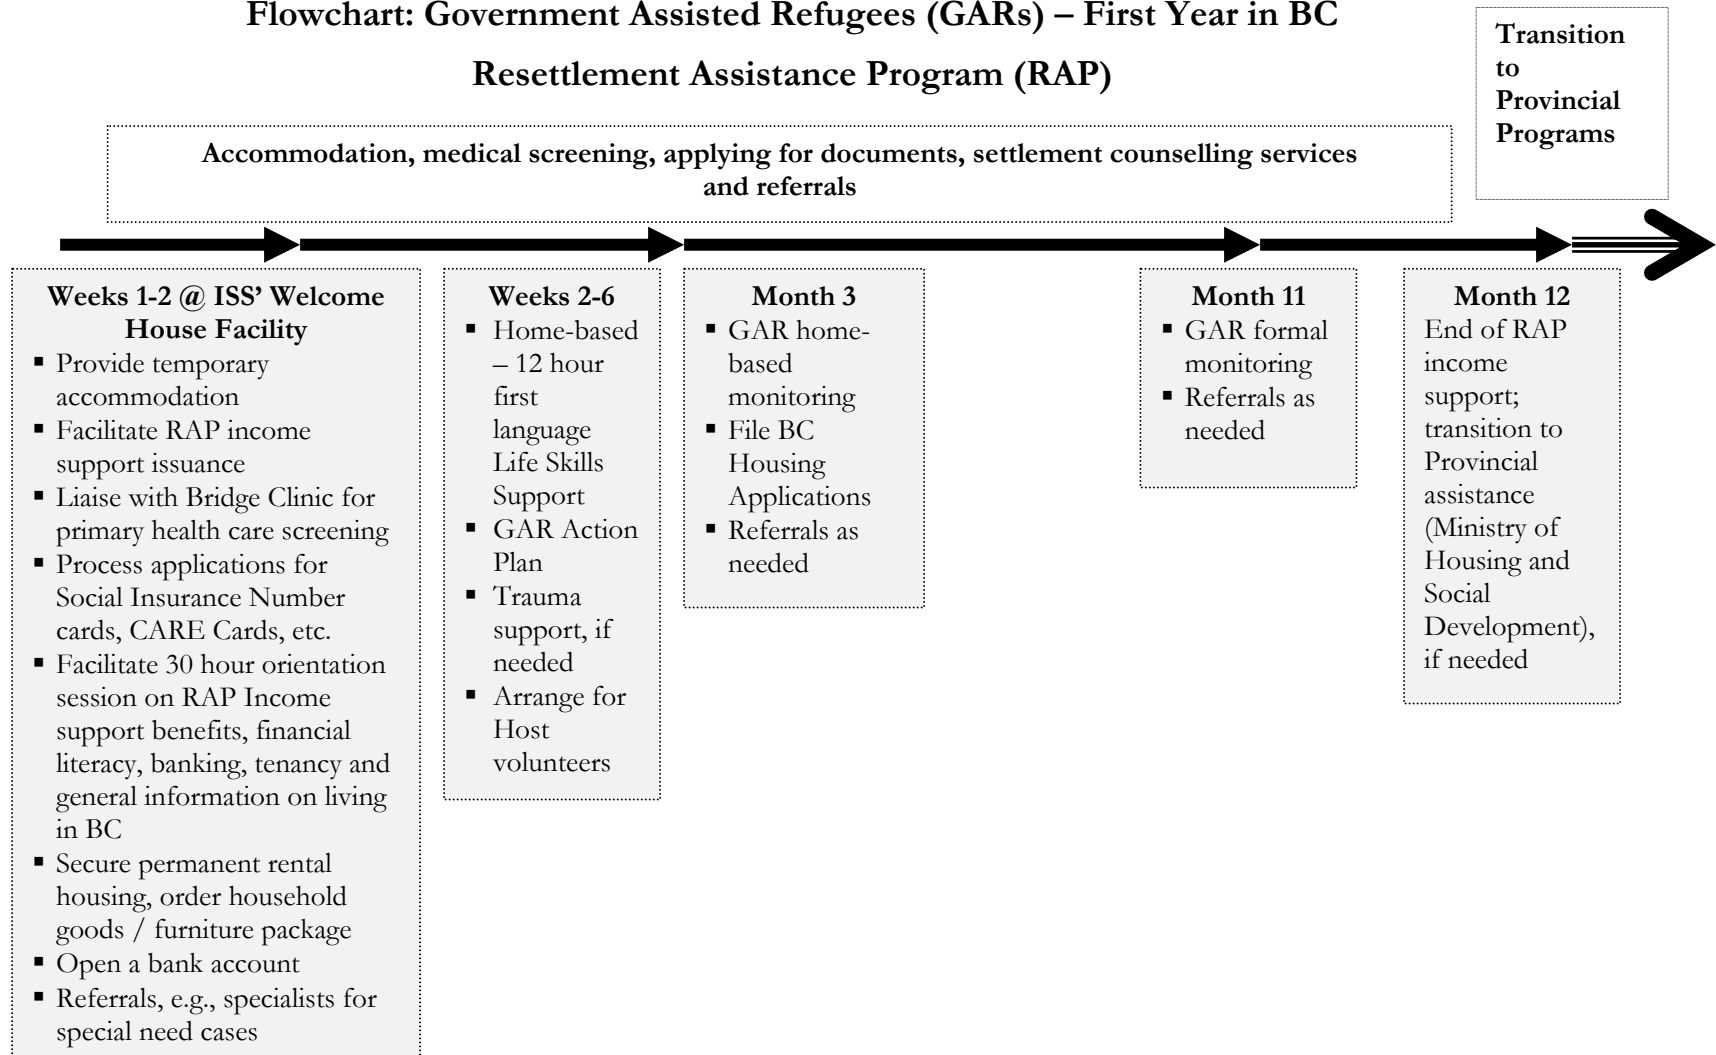 Flowchart: Government Assisted Refugees (GARs) – First Year in BC
Resettlement Assistance Program (RAP)
Transition
to
Provincial
Programs
Accommodation, medical screening, applying for documents, settlement counselling services
and referrals
Weeks 1-2 @ ISS’ Welcome
House Facility
▪ Provide temporary
accommodation
▪ Facilitate RAP income
support issuance
▪ Liaise with Bridge Clinic for
primary health care screening
▪ Process applications for
Social Insurance Number
cards, CARE Cards, etc.
▪ Facilitate 30 hour orientation
session on RAP Income
support benefits, financial
literacy, banking, tenancy and
general information on living
in BC
▪ Secure permanent rental
housing, order household
goods / furniture package
▪ Open a bank account
▪ Referrals, e.g., specialists for
special need cases
Weeks 2-6
▪ Home-based
– 12 hour
first
language
Life Skills
Support
▪ GAR Action
Plan
▪ Trauma
support, if
needed
▪ Arrange for
Host
volunteers
Month 3
▪ GAR home-
based
monitoring
▪ File BC
Housing
Applications
▪ Referrals as
needed
Month 11
▪ GAR formal
monitoring
▪ Referrals as
needed
Month 12
End of RAP
income
support;
transition to
Provincial
assistance
(Ministry of
Housing and
Social
Development),
if needed